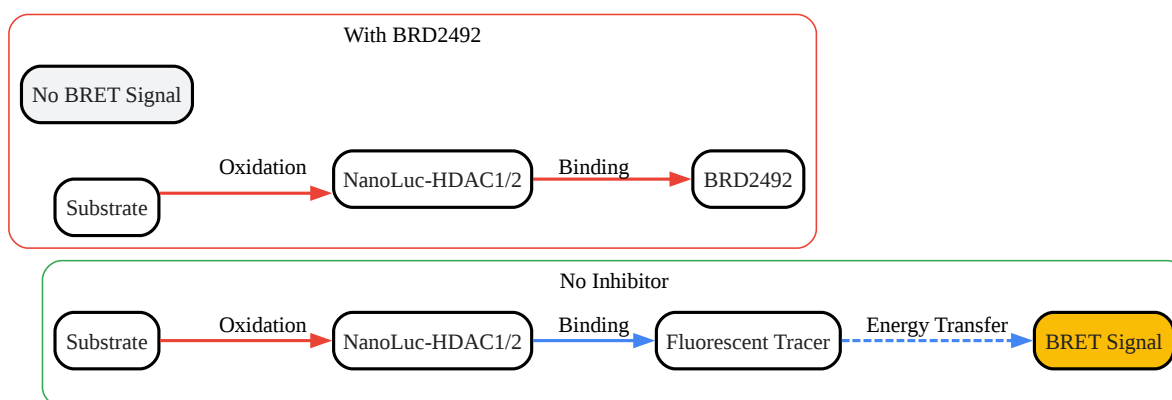 With BRD2492
No BRET Signal
Substrate
Oxidation
NanoLuc-HDAC1/2
Binding
BRD2492
No Inhibitor
Substrate
Oxidation
NanoLuc-HDAC1/2
Binding
Fluorescent Tracer
Energy Transfer
BRET Signal